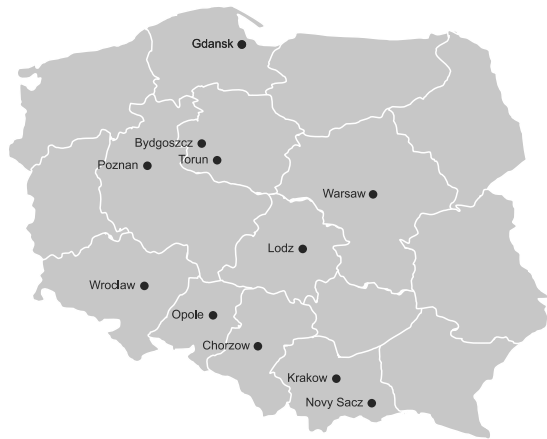 Gdansk
Bydgoszcz
Torun
Poznan
Warsaw
Lodz
Wroclaw
Opole
Chorzow
Krakow
Novy Sacz